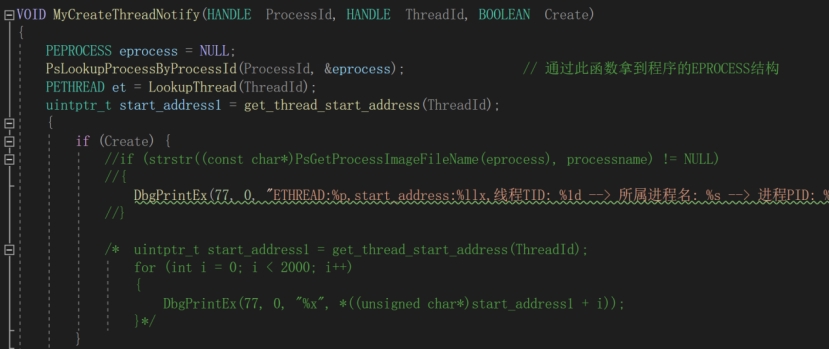 VOID MyCreateThreadNotify(HANDLE ProcessId, HANDLE ThreadId, BOOLEAN Create)
{
PEPROCESS eprocess = NULL;
PsLookupProcessByProcessId(ProcessId, &eprocess); // 通过此函数拿到程序的EPROCESS结构
PETHREAD et = LookupThread(ThreadId);
uintptr_t start_address1 = get_thread_start_address(ThreadId);
{
if (Create) {
//if (strstr((const char*)PsGetProcessImageFileName(eprocess), processname) != NULL)
//{
DbgPrintEx(77, 0, "ETHREAD:%p,start_address:%llx,线程TID: %1d --> 所属进程名: %s --> 进程PID: %
//}
/* uintptr_t start_address1 = get_thread_start_address(ThreadId);
for (int i = 0; i < 2000; i++)
{
DbgPrintEx(77, 0, "%x", *((unsigned char*)start_address1 + i));
}*/
}